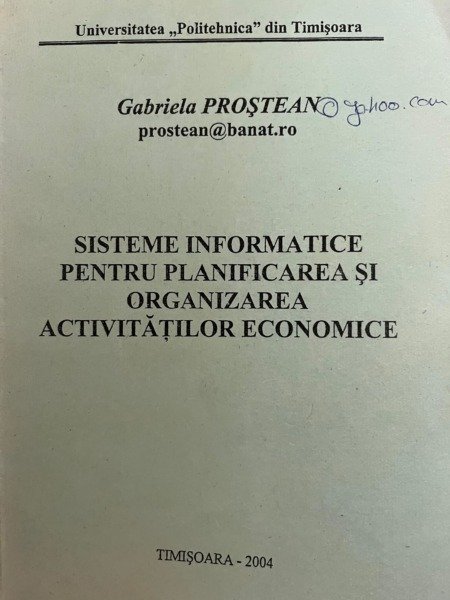 Universitatea „Politehnica" din Timişoara
Gabriela PROŞTEAN @yahoo.com
prostean@banat.ro
SISTEME INFORMATICE
PENTRU PLANIFICAREA ŞI
ORGANIZAREA
ACTIVITĂŢILOR ECONOMICE
TIMIŞOARA - 2004